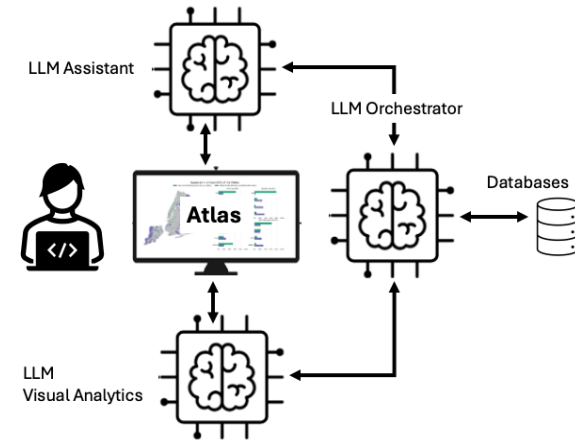 LLM Assistant
LLM Orchestrator
Databases
Atlas
</>
LLM
Visual Analytics